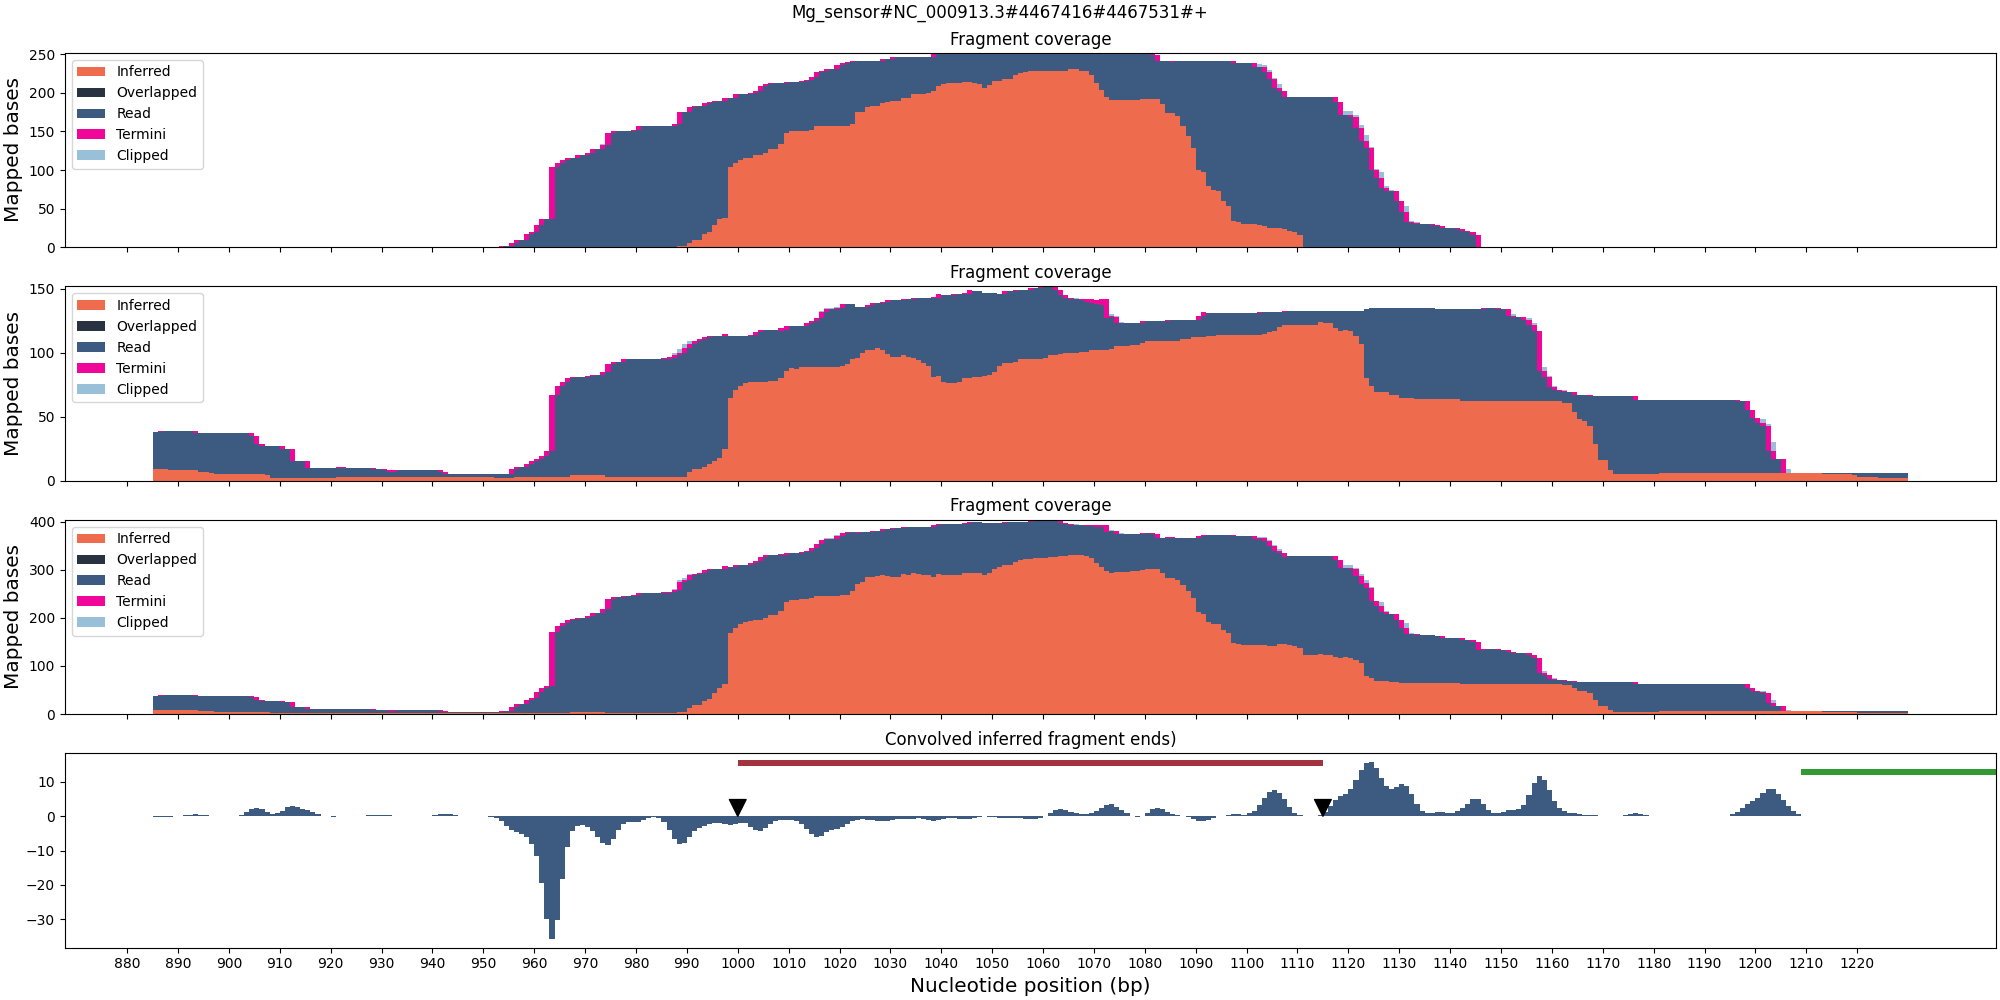 Mg_sensor#NC_000913.3#4467416#4467531#+
Fragment coverage
Mapped bases
250
200
150
100
50
0
Inferred
Overlapped
Read
Termini
Clipped
Fragment coverage
Mapped bases
150
100
50
0
Inferred
Overlapped
Read
Termini
Clipped
Fragment coverage
Mapped bases
400
300
200
100
0
Inferred
Overlapped
Read
Termini
Clipped
Convolved inferred fragment ends)
10
0
−10
−20
−30
880 890 900 910 920 930 940 950 960 970 980 990 1000 1010 1020 1030 1040 1050 1060 1070 1080 1090 1100 1110 1120 1130 1140 1150 1160 1170 1180 1190 1200 1210 1220
Nucleotide position (bp)